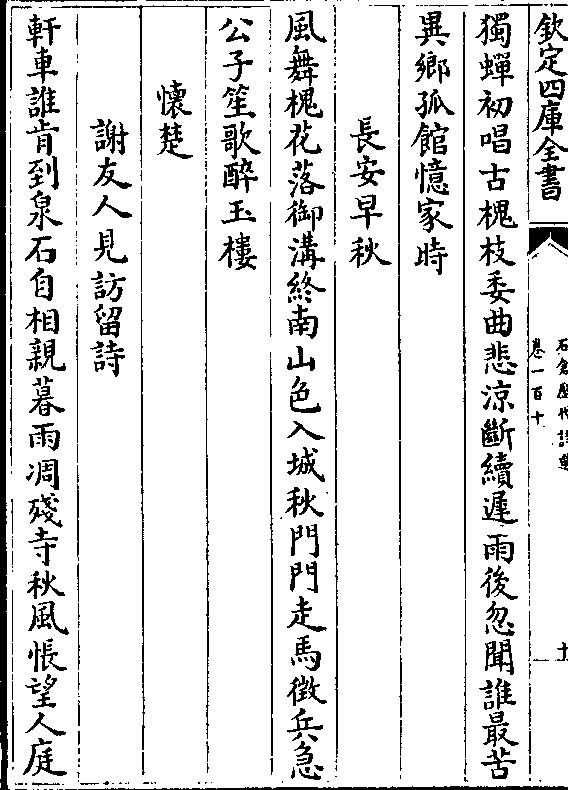 欽定四庫全書
石倉歷代詩選
卷一百十
十
獨蟬初唱古槐枝委曲悲涼斷續遲雨後忽聞誰最苦
異鄉孤館憶家時
長安早秋
風舞槐花落御溝終南山色入城秋門門走馬徵兵急
公子笙歌醉玉樓
懷楚
謝友人見訪留詩
軒車誰肯到泉石自相親暮雨凋殘寺秋風悵望人庭